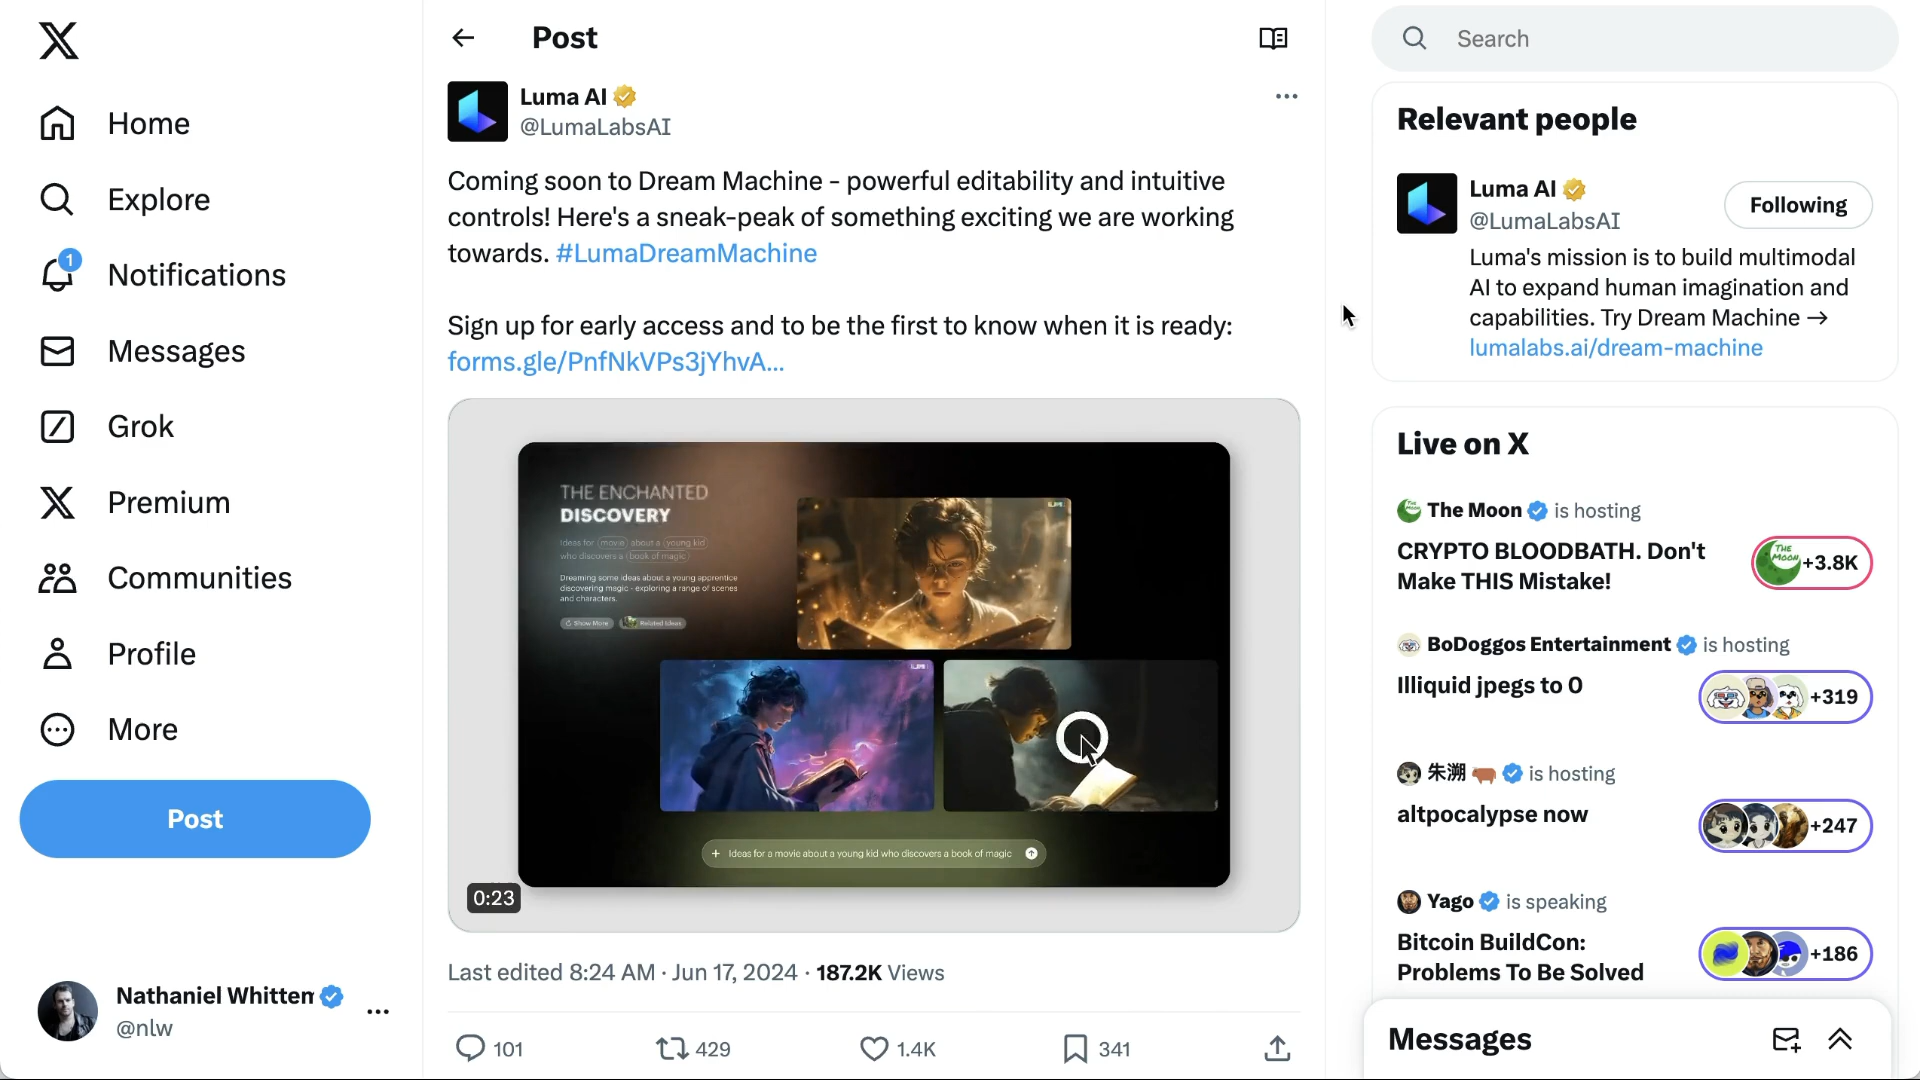 Home
Explore
1
Notifications
Messages
Grok
Premium
Communities
Profile
More
Post
Nathaniel Whittem
@nlw
Post
Luma AI
@LumaLabsAI
Coming soon to Dream Machine - powerful editability and intuitive
controls! Here's a sneak-peak of something exciting we are working
towards. #LumaDreamMachine
Sign up for early access and to be the first to know when it is ready:
forms.gle/PnfNkVPs3jYhvA...
THE ENCHANTED
DISCOVERY
Ideas for movie about a young kid
who discovers a book of magic
Dreaming some ideas about a young apprentice
discovering magic - exploring a range of scenes
and characters.
Show More
Related Ideas
+ Ideas for a movie about a young kid who discovers a book of magic
0:23
Last edited 8:24 AM · Jun 17, 2024 · 187.2K Views
101
429
1.4K
341
Search
Relevant people
Luma AI
@LumaLabsAI
Following
Luma's mission is to build multimodal
AI to expand human imagination and
capabilities. Try Dream Machine →
lumalabs.ai/dream-machine
Live on X
The Moon is hosting
CRYPTO BLOODBATH. Don't
Make THIS Mistake!
THE MOON
+3.8K
BoDoggos Entertainment is hosting
Illiquid jpegs to 0
+319
朱溯 is hosting
altpocalypse now
+247
Yago is speaking
Bitcoin BuildCon:
Problems To Be Solved
+186
Messages